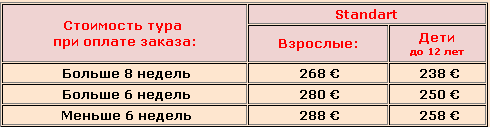 Стоимость тура
при оплате заказа:
Standart
Взрослые:
Дети
до 12 лет
Больше 8 недель 268 € 238 €
Больше 6 недель 280 € 250 €
Меньше 6 недель 288 € 258 €